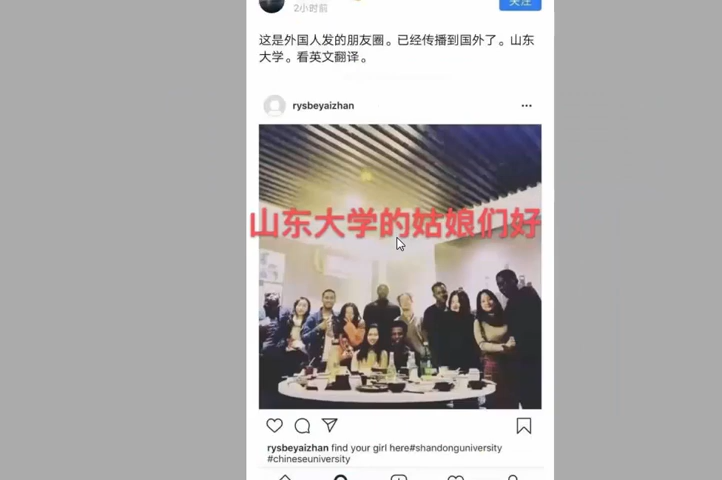 2小时前
关注
这是外国人发的朋友圈。已经传播到国外了。山东
大学。看英文翻译。
rysbeyaizhan
山东大学的姑娘们好
rysbeyaizhan find your girl here#shandonguniversity
#chineseuniversity